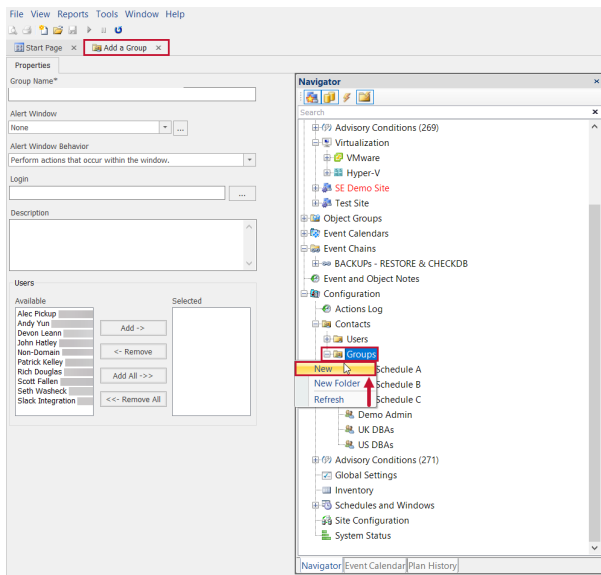 File View Reports Tools Window Help
Start Page × Add a Group ×
Properties
Group Name*
Alert Window
None
...
Alert Window Behavior
Perform actions that occur within the window.
Login
...
Description
Users
Available
Selected
Alec Pickup
Andy Yun
Devon Leann
John Hatley
Non-Domain
Patrick Kelley
Rich Douglas
Scott Fallen
Seth Washeck
Slack Integration
Add ->
<- Remove
Add All ->>
<<- Remove All
Navigator ×
Search ×
Advisory Conditions (269)
Virtualization
VMware
Hyper-V
SE Demo Site
Test Site
Object Groups
Event Calendars
Event Chains
BACKUPs - RESTORE & CHECKDB
Event and Object Notes
Configuration
Actions Log
Contacts
Users
Groups
New
New Folder
Refresh
Schedule A
Schedule B
Schedule C
Demo Admin
UK DBAs
US DBAs
Advisory Conditions (271)
Global Settings
Inventory
Schedules and Windows
Site Configuration
System Status
Navigator Event Calendar Plan History